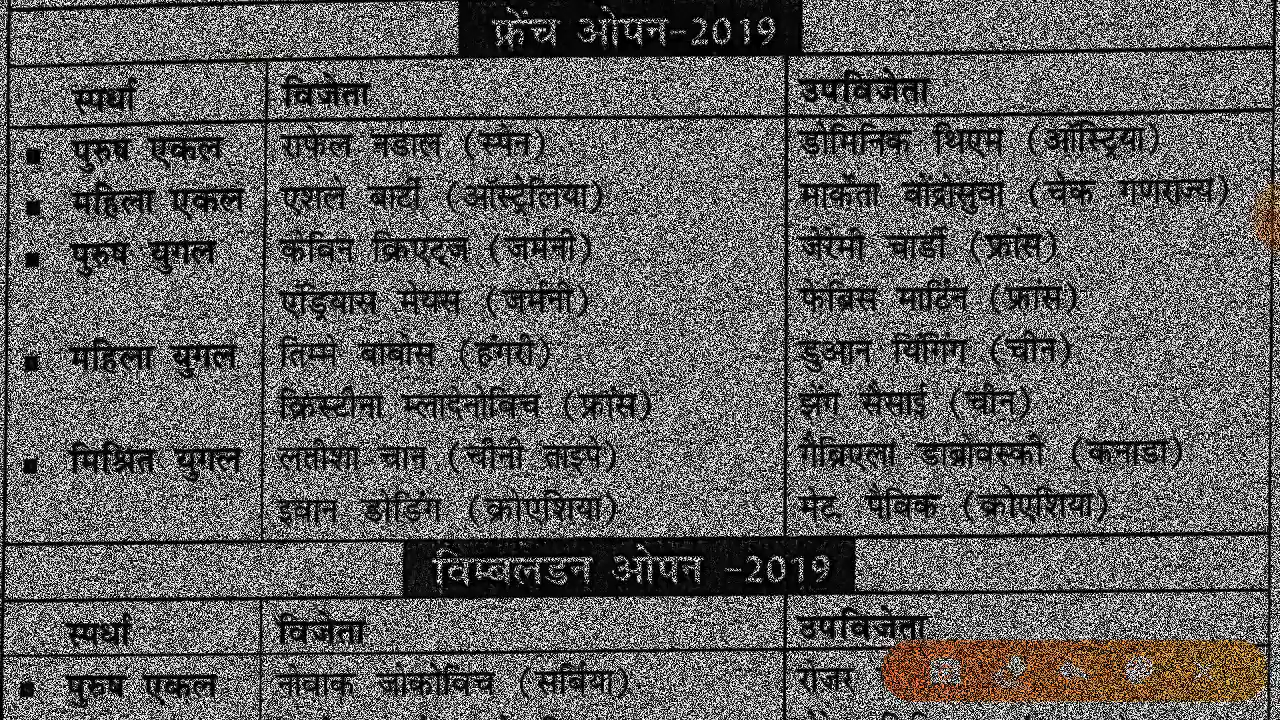 फ्रेंच ओपन-2019
स्पर्धा विजेता उपविजेता
▪ पुरुष एकल राफेल नडाल (स्पेन) डोमिनिक थिएम (ऑस्ट्रिया)
▪ महिला एकल एशले बार्टी (ऑस्ट्रेलिया) मार्केता वोंद्रोसुवा (चेक गणराज्य)
▪ पुरुष युगल केविन क्रिएट्ज (जर्मनी) जेरेमी चार्डी (फ्रांस)
एंड्रियास मेयस (जर्मनी) फेब्रिस मार्टिन (फ्रांस)
▪ महिला युगल तिम्मे बाबोस (हंगरी) डुआन यिंगिंग (चीन)
क्रिस्टीना म्लादेनोविच (फ्रांस) झेंग सैसाई (चीन)
▪ मिश्रित युगल लतीशा चान (चीनी ताइपे) गैब्रिएला डाब्रोवस्की (कनाडा)
इवान डोडिग (क्रोएशिया) मेट पेविक (क्रोएशिया)
विम्बलडन ओपन -2019
स्पर्धा विजेता उपविजेता
▪ पुरुष एकल नोवाक जोकोविच (सर्बिया) रोजर